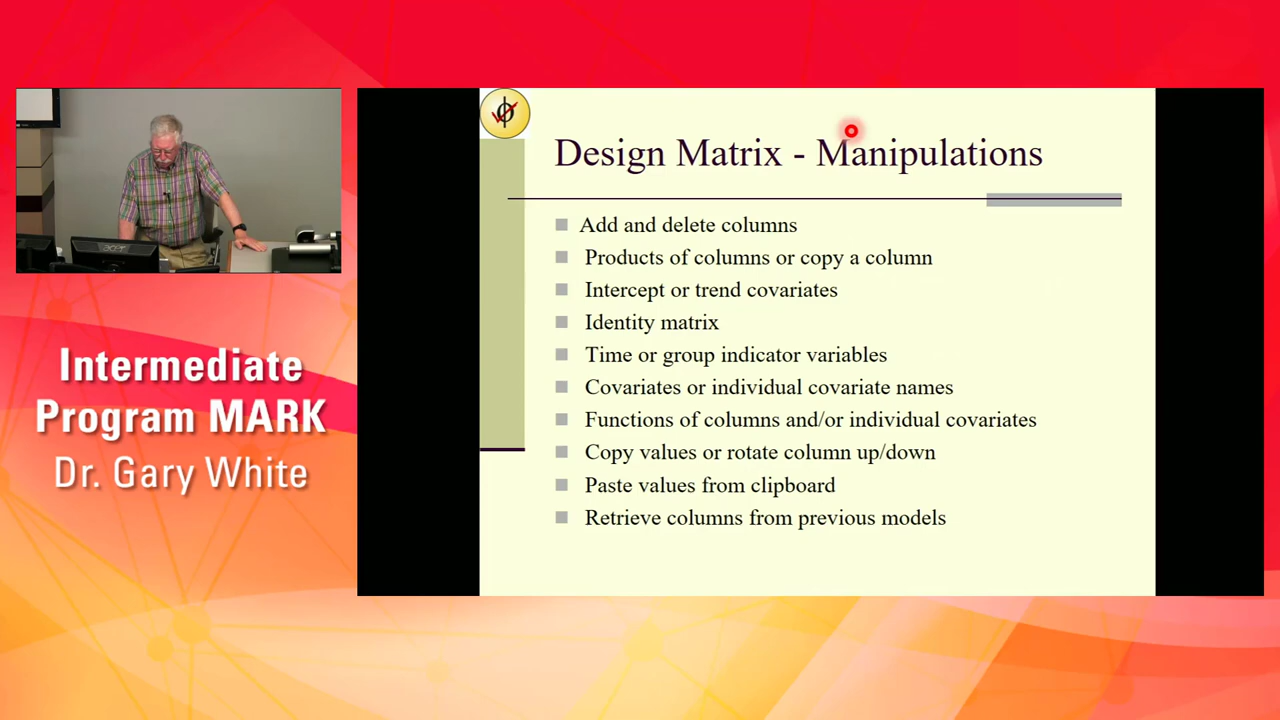 Design Matrix - Manipulations
Add and delete columns
Products of columns or copy a column
Intercept or trend covariates
Identity matrix
Time or group indicator variables
Covariates or individual covariate names
Functions of columns and/or individual covariates
Copy values or rotate column up/down
Paste values from clipboard
Retrieve columns from previous models
acer
Intermediate
Program MARK
Dr. Gary White